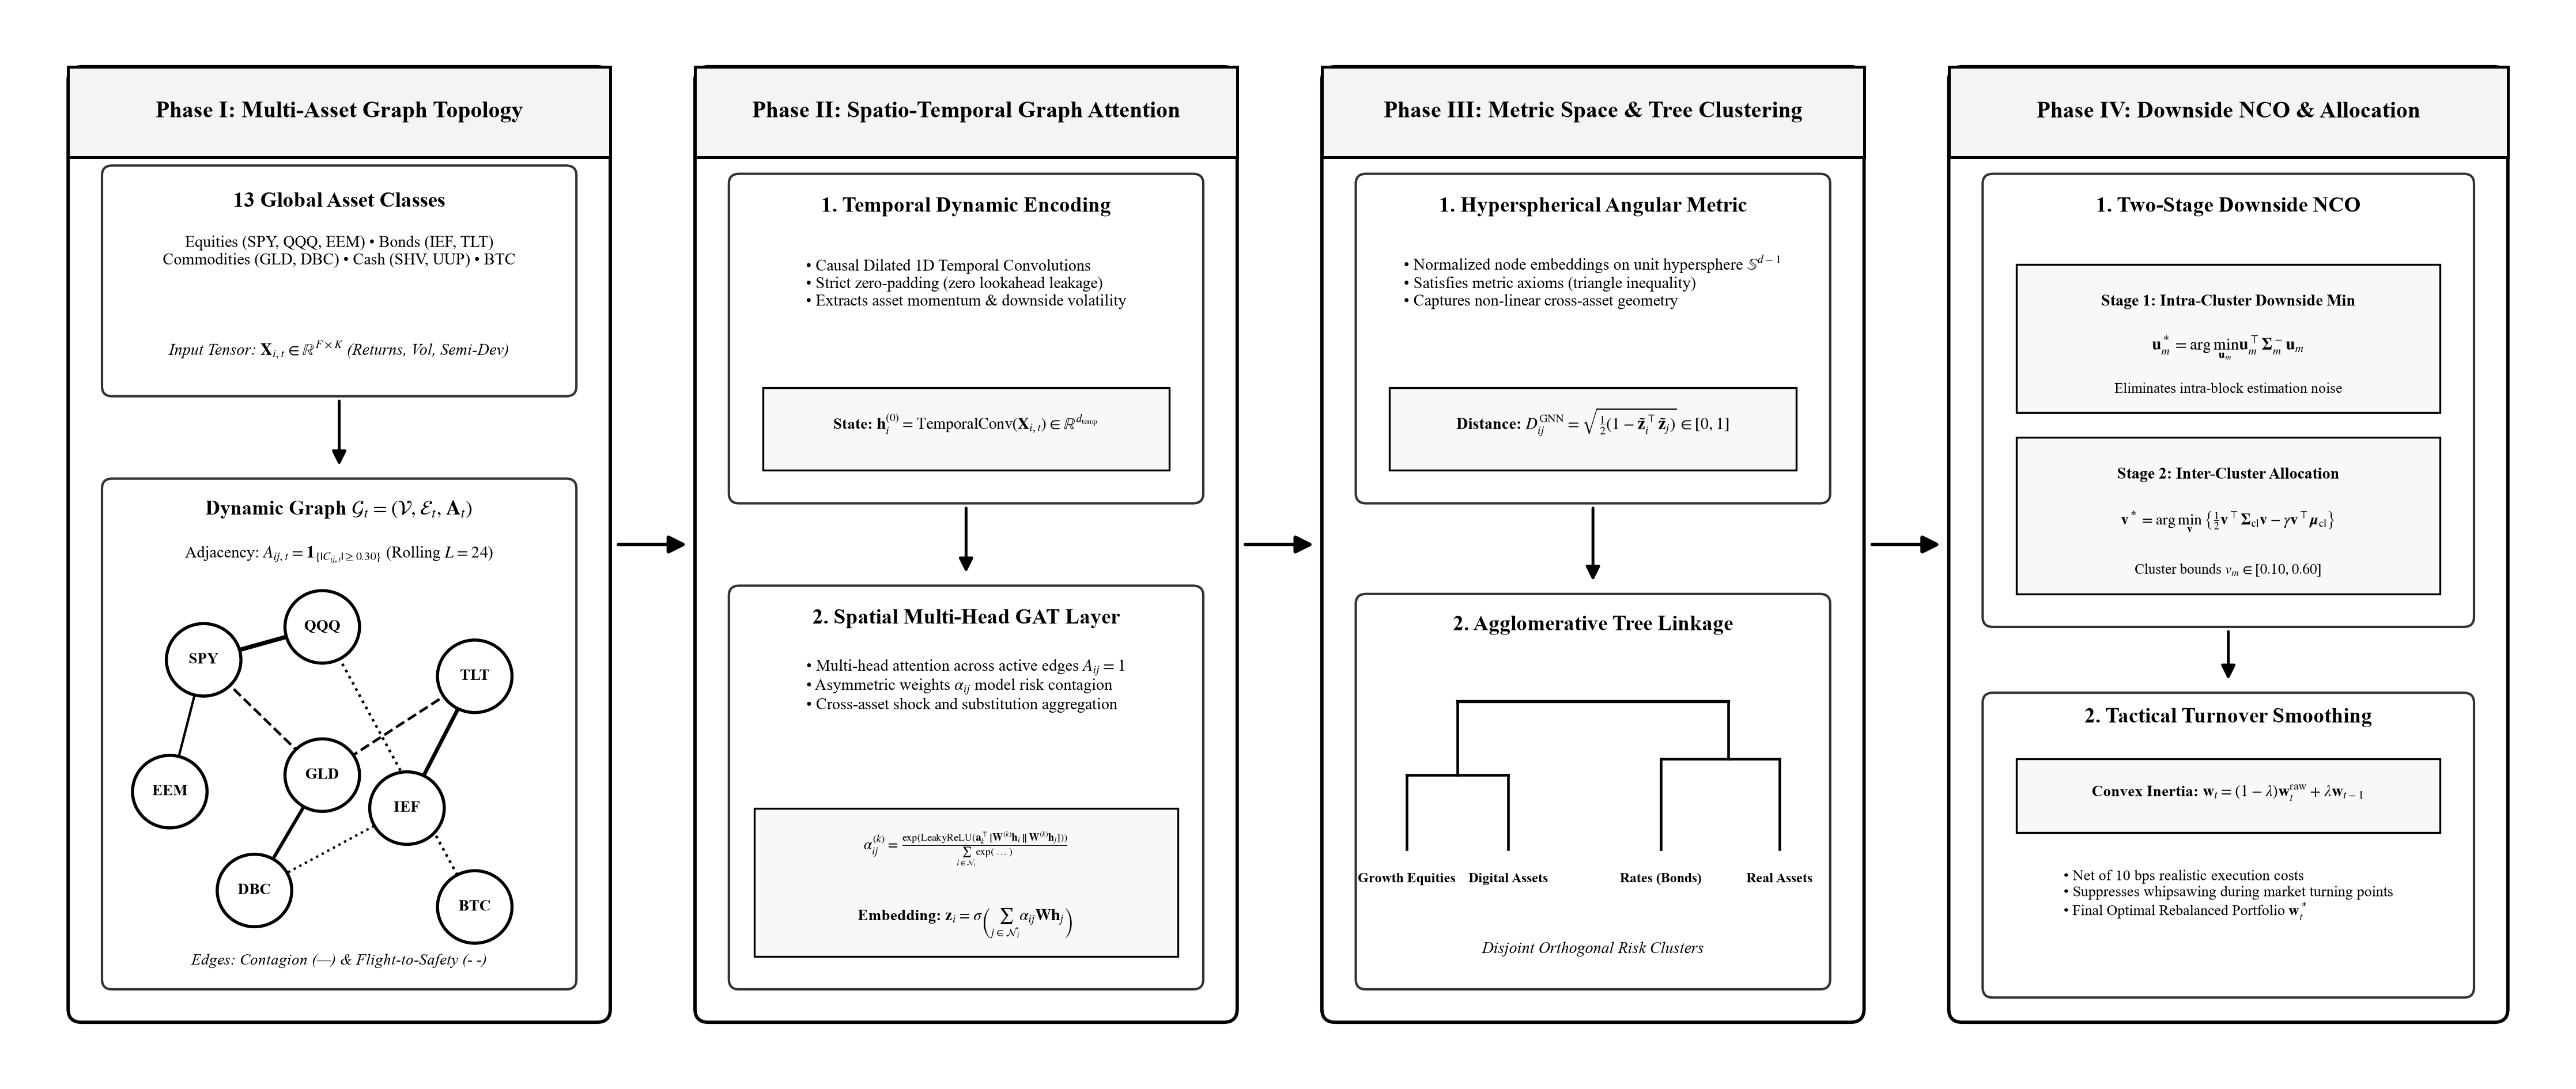 Phase I: Multi-Asset Graph Topology
13 Global Asset Classes
Equities (SPY, QQQ, EEM) • Bonds (IEF, TLT)
Commodities (GLD, DBC) • Cash (SHV, UUP) • BTC
Input Tensor: 𝐗_{i,t} ∈ ℝ^{F×K} (Returns, Vol, Semi-Dev)
Dynamic Graph 𝒢_t = (𝒱, ℰ_t, 𝐀_t)
Adjacency: A_{ij,t} = 𝟏_{{|C_{ij,t}| ≥ 0.30}} (Rolling L = 24)
QQQ
SPY
TLT
GLD
EEM
IEF
DBC
BTC
Edges: Contagion (—) & Flight-to-Safety (- -)
Phase II: Spatio-Temporal Graph Attention
1. Temporal Dynamic Encoding
• Causal Dilated 1D Temporal Convolutions
• Strict zero-padding (zero lookahead leakage)
• Extracts asset momentum & downside volatility
State: 𝐡_i^{(0)} = TemporalConv(𝐗_{i,t}) ∈ ℝ^{d_{temp}}
2. Spatial Multi-Head GAT Layer
• Multi-head attention across active edges A_{ij} = 1
• Asymmetric weights α_{ij} model risk contagion
• Cross-asset shock and substitution aggregation
α_{ij}^{(k)} = exp(LeakyReLU(𝐚_k^⊤ [𝐖^{(k)}𝐡_i ‖ 𝐖^{(k)}𝐡_j])) / ∑_{l ∈ 𝒩_i} exp( … )
Embedding: 𝐳_i = σ(∑_{j ∈ 𝒩_i} α_{ij}𝐖𝐡_j)
Phase III: Metric Space & Tree Clustering
1. Hyperspherical Angular Metric
• Normalized node embeddings on unit hypersphere 𝕊^{d−1}
• Satisfies metric axioms (triangle inequality)
• Captures non-linear cross-asset geometry
Distance: D_{ij}^{GNN} = √(½(1 − 𝐳̃_i^⊤ 𝐳̃_j)) ∈ [0, 1]
2. Agglomerative Tree Linkage
Growth Equities Digital Assets Rates (Bonds) Real Assets
Disjoint Orthogonal Risk Clusters
Phase IV: Downside NCO & Allocation
1. Two-Stage Downside NCO
Stage 1: Intra-Cluster Downside Min
𝐮_m^* = arg min_{𝐮_m} 𝐮_m^⊤ 𝚺_m^− 𝐮_m
Eliminates intra-block estimation noise
Stage 2: Inter-Cluster Allocation
𝐯^* = arg min_𝐯 {½𝐯^⊤𝚺_{cl}𝐯 − γ𝐯^⊤𝛍_{cl}}
Cluster bounds v_m ∈ [0.10, 0.60]
2. Tactical Turnover Smoothing
Convex Inertia: 𝐰_t = (1 − λ)𝐰_t^{raw} + λ𝐰_{t−1}
• Net of 10 bps realistic execution costs
• Suppresses whipsawing during market turning points
• Final Optimal Rebalanced Portfolio 𝐰_t^*